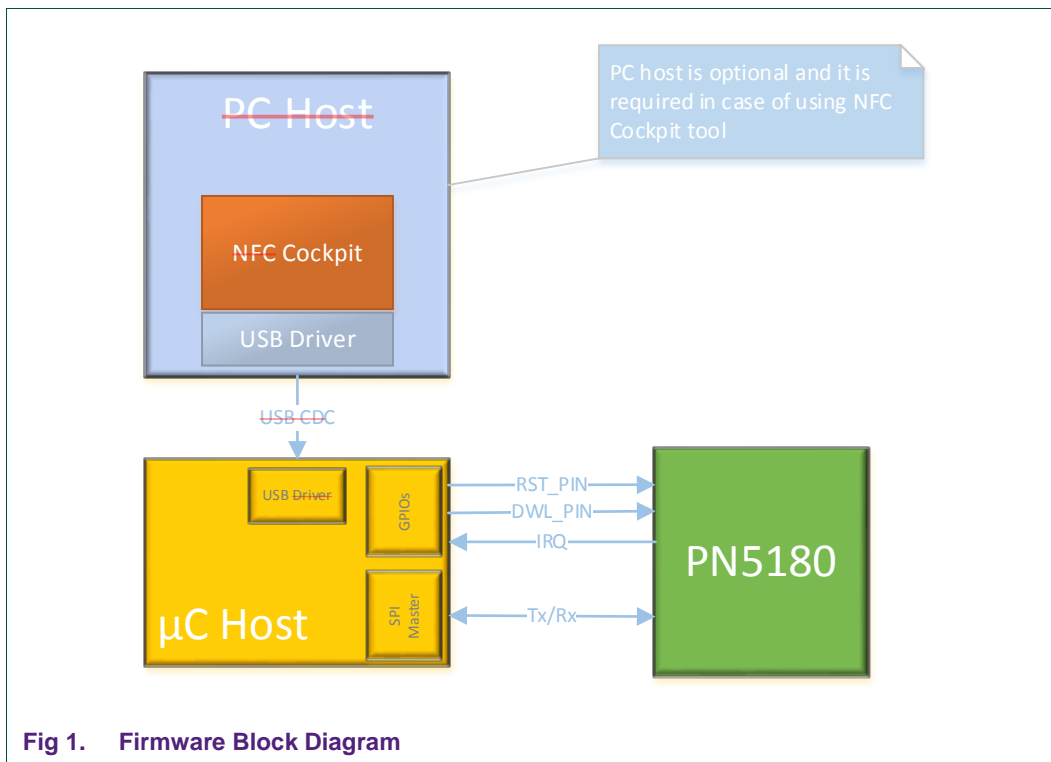 PC host is optional and it is
required in case of using NFC
Cockpit tool
PC Host
NFC Cockpit
USB Driver
USB CDC
USB Driver
GPIOs
SPI
Master
µC Host
RST_PIN
DWL_PIN
IRQ
Tx/Rx
PN5180
Fig 1. Firmware Block Diagram